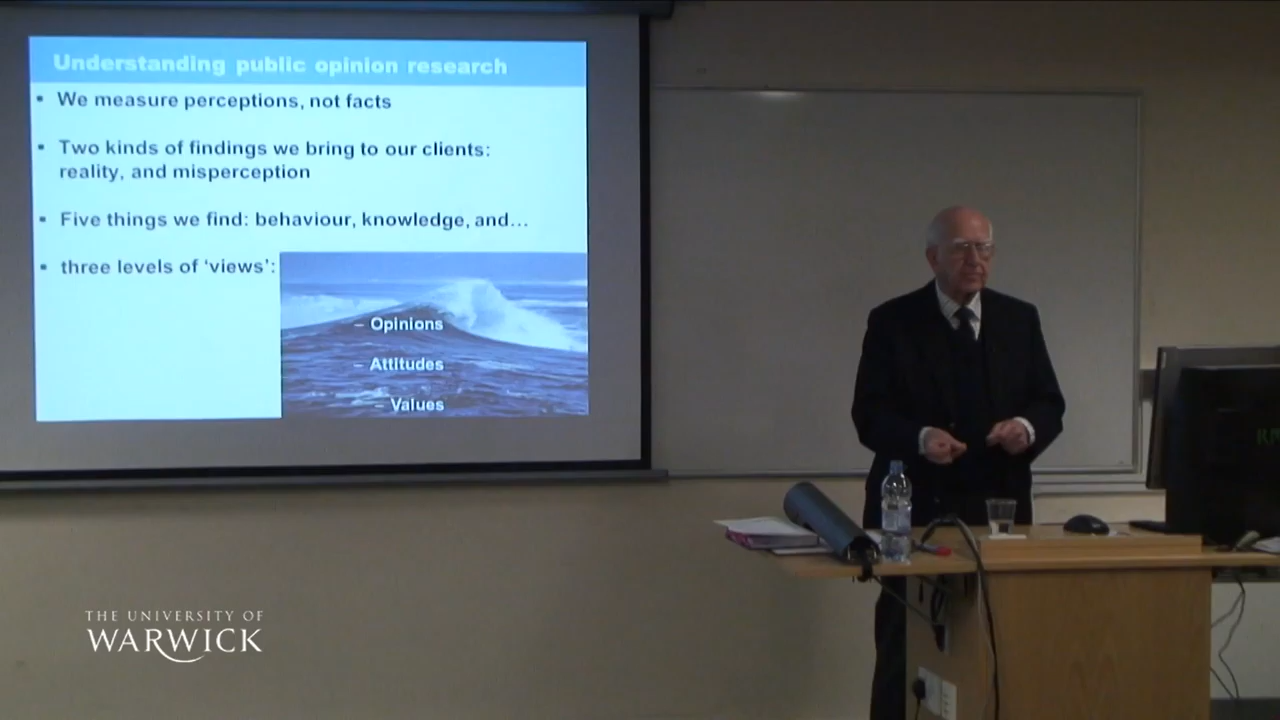 Understanding public opinion research
▪ We measure perceptions, not facts
▪ Two kinds of findings we bring to our clients:
reality, and misperception
▪ Five things we find: behaviour, knowledge, and…
▪ three levels of ‘views’:
– Opinions
– Attitudes
– Values
THE UNIVERSITY OF
WARWICK